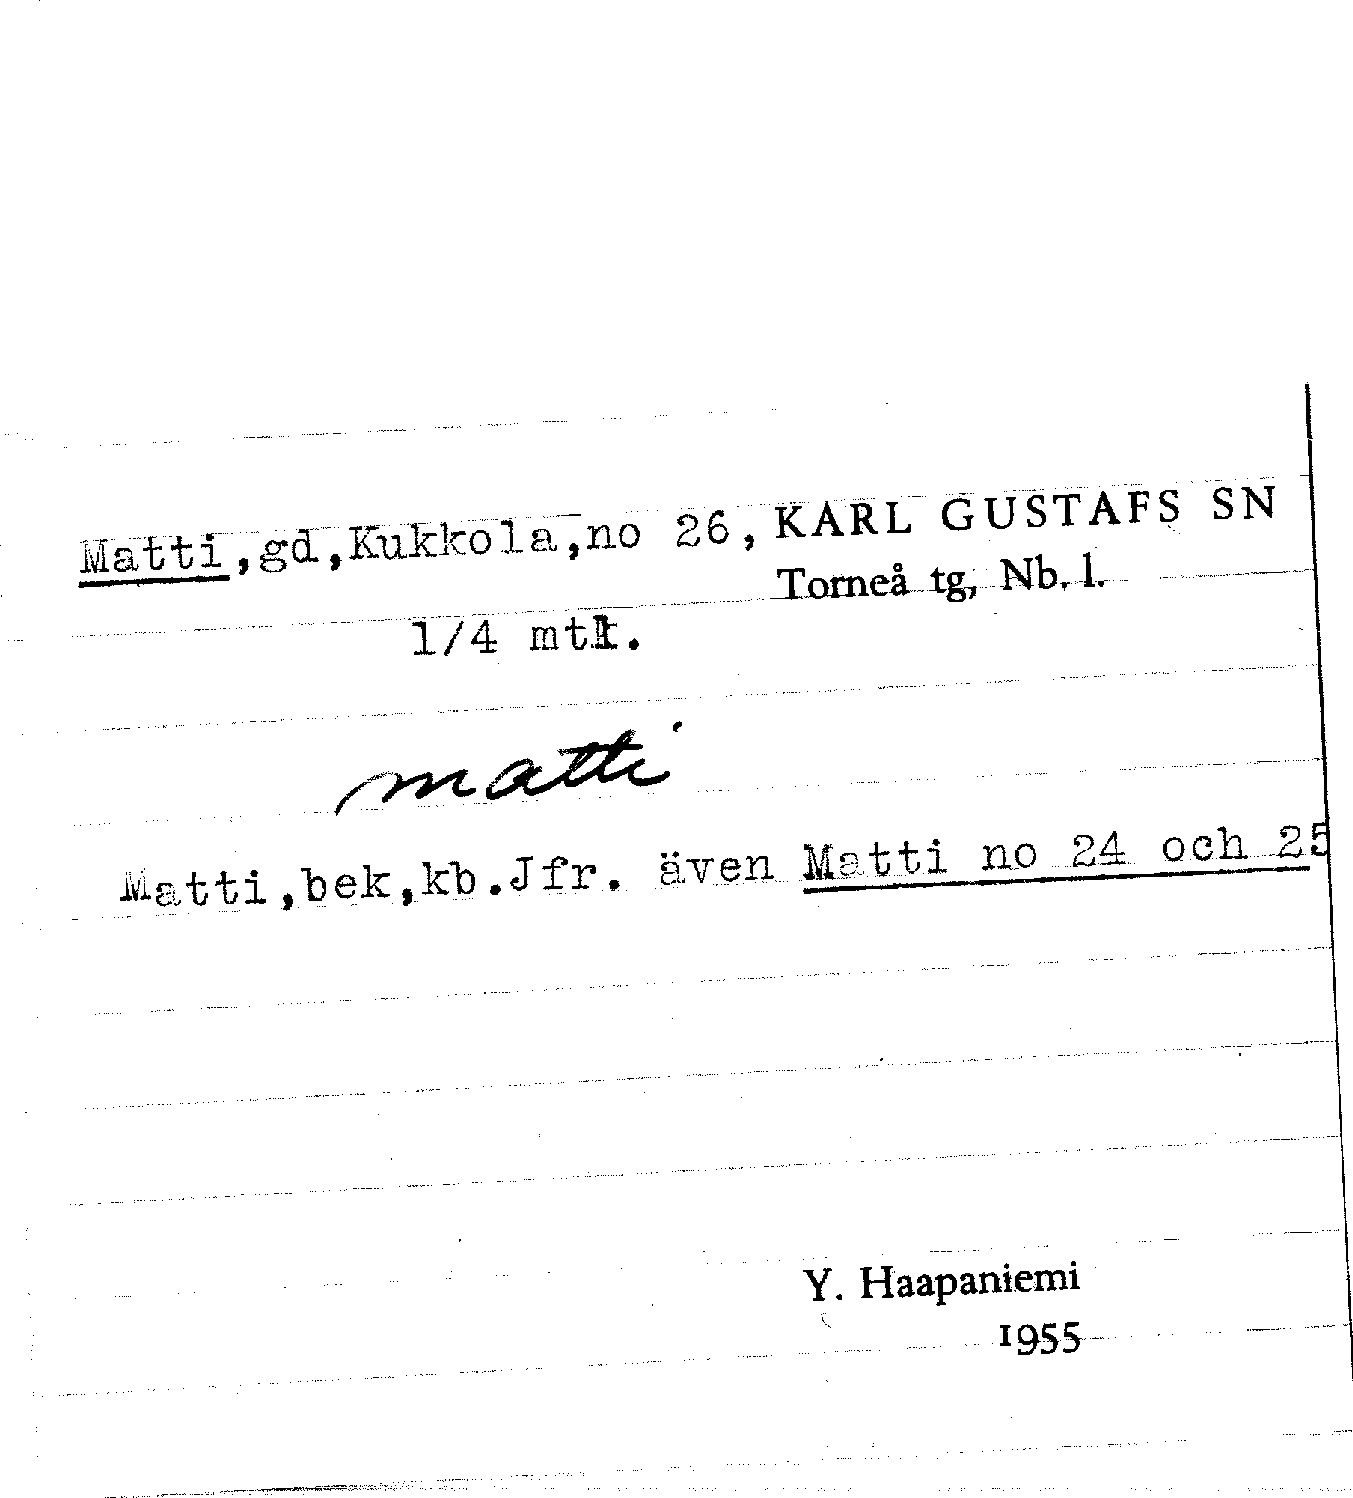 Matti,gd,Kukkola,no 26, KARL GUSTAFS SN
Torneå tg, Nb. l.
1/4 mtl.
matti
Matti,bek,kb.Jfr. även Matti no 24 och 25
Y. Haapaniemi
1955